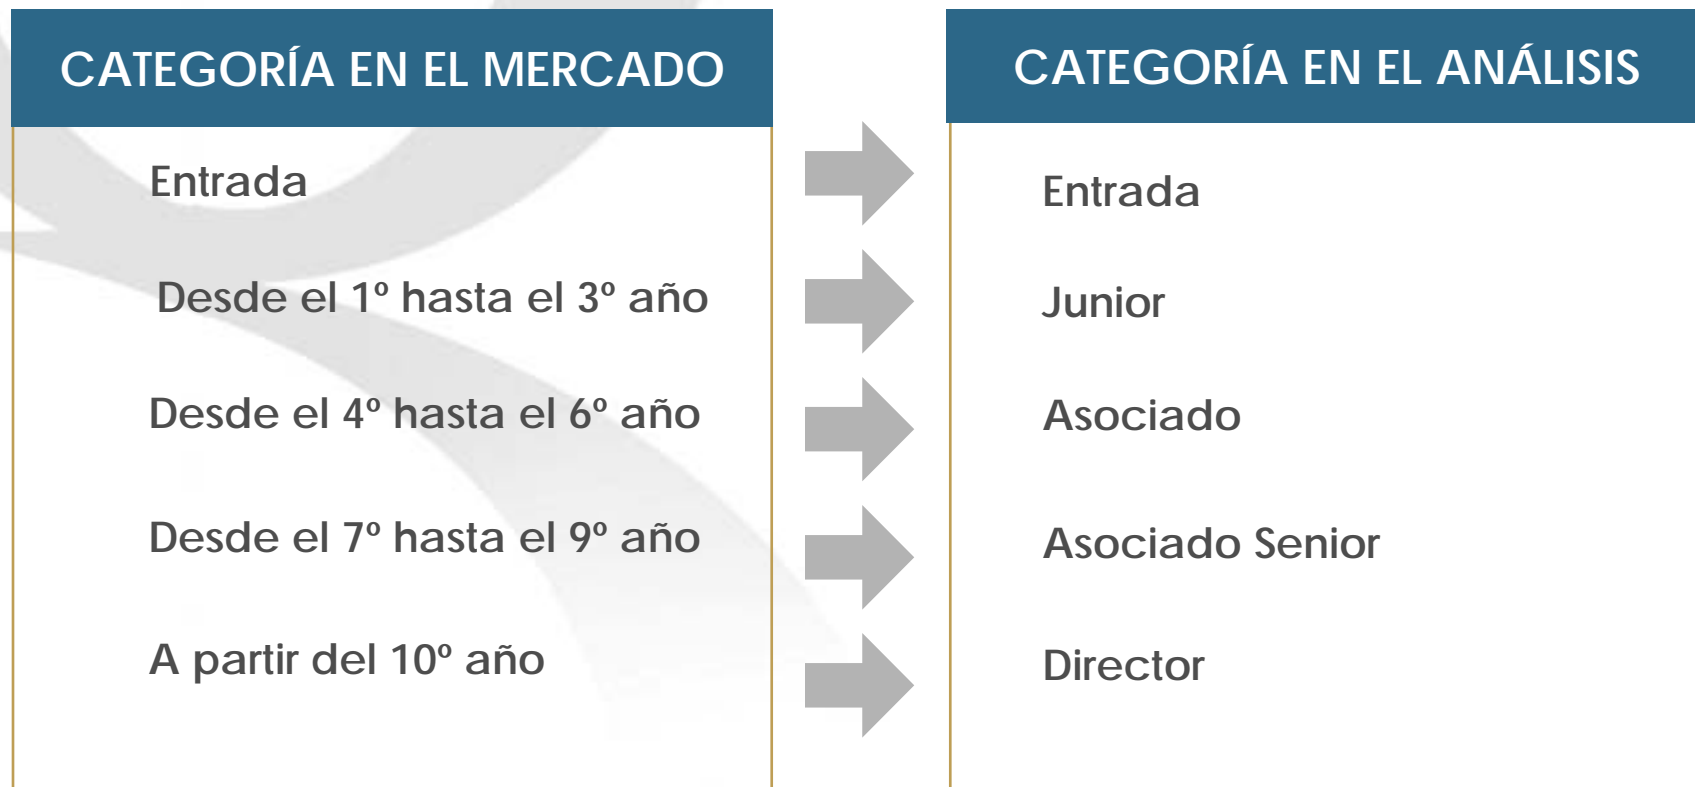 CATEGORÍA EN EL MERCADO
Entrada
Desde el 1º hasta el 3º año
Desde el 4º hasta el 6º año
Desde el 7º hasta el 9º año
A partir del 10º año
CATEGORÍA EN EL ANÁLISIS
Entrada
Junior
Asociado
Asociado Senior
Director